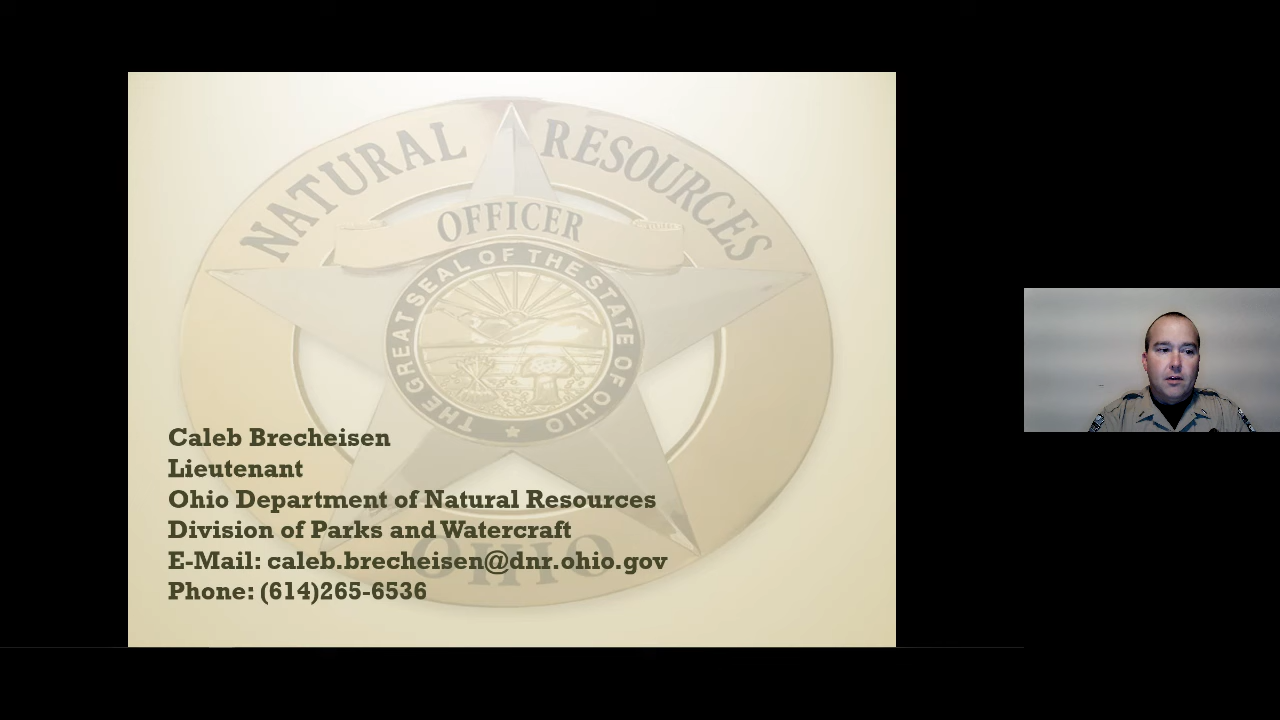 NATURAL RESOURCES
OFFICER
THE GREAT SEAL OF THE STATE OF OHIO
Caleb Brecheisen
Lieutenant
Ohio Department of Natural Resources
Division of Parks and Watercraft
OHIO
E-Mail: caleb.brecheisen@dnr.ohio.gov
Phone: (614)265-6536